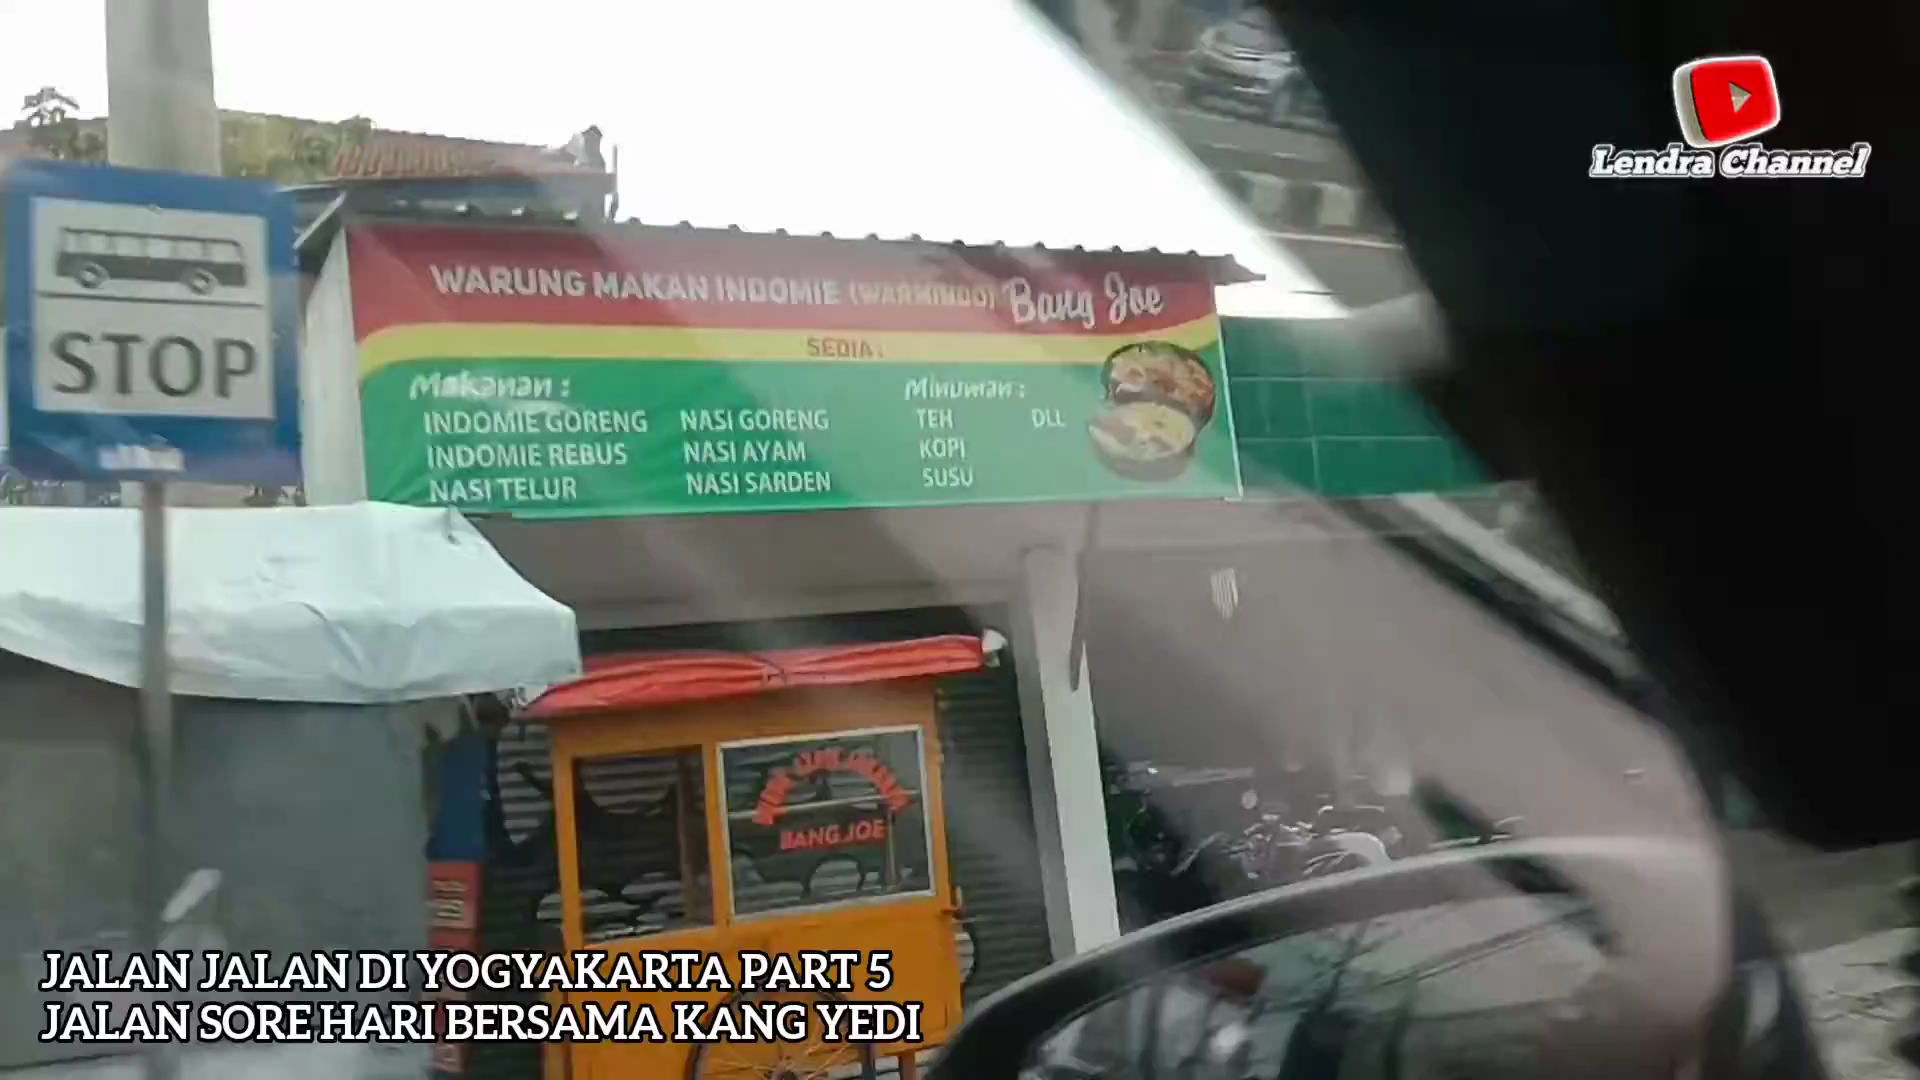 Lendra Channel
STOP
WARUNG MAKAN INDOMIE (WARMINDO) Bang Joe
SEDIA :
Makanan :
INDOMIE GORENG
INDOMIE REBUS
NASI TELUR
NASI GORENG
NASI AYAM
NASI SARDEN
Minuman :
TEH
KOPI
SUSU
DLL
BANG JOE
JALAN JALAN DI YOGYAKARTA PART 5
JALAN SORE HARI BERSAMA KANG YEDI